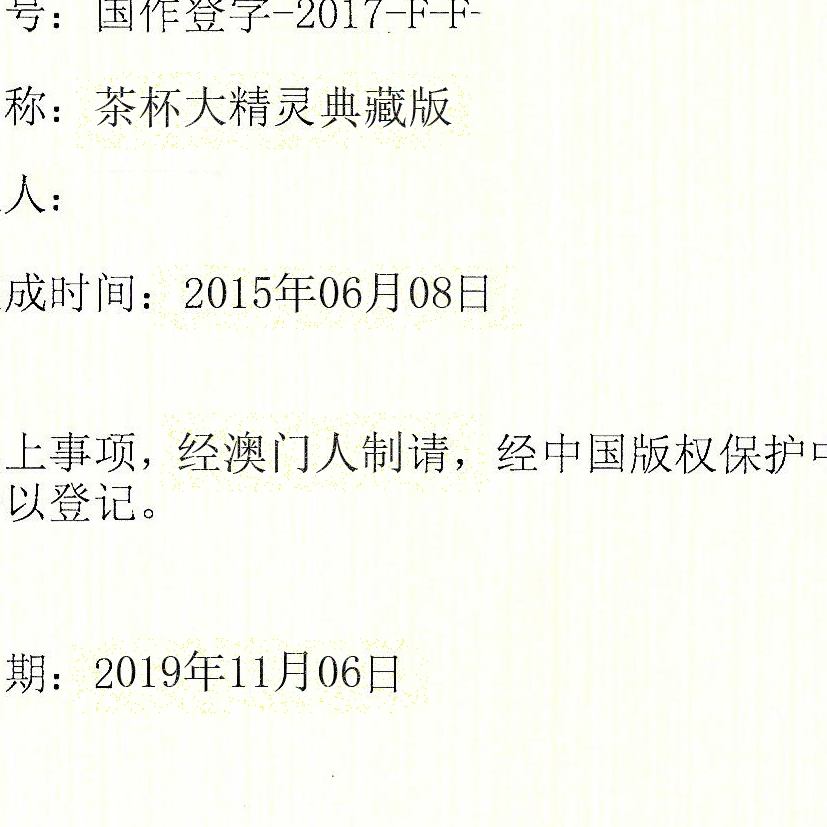 号：国作登字-2017-F-F-
称：茶杯大精灵典藏版
人：
成时间：2015年06月08日
上事项，经澳门人制请，经中国版权保护中
以登记。
期：2019年11月06日